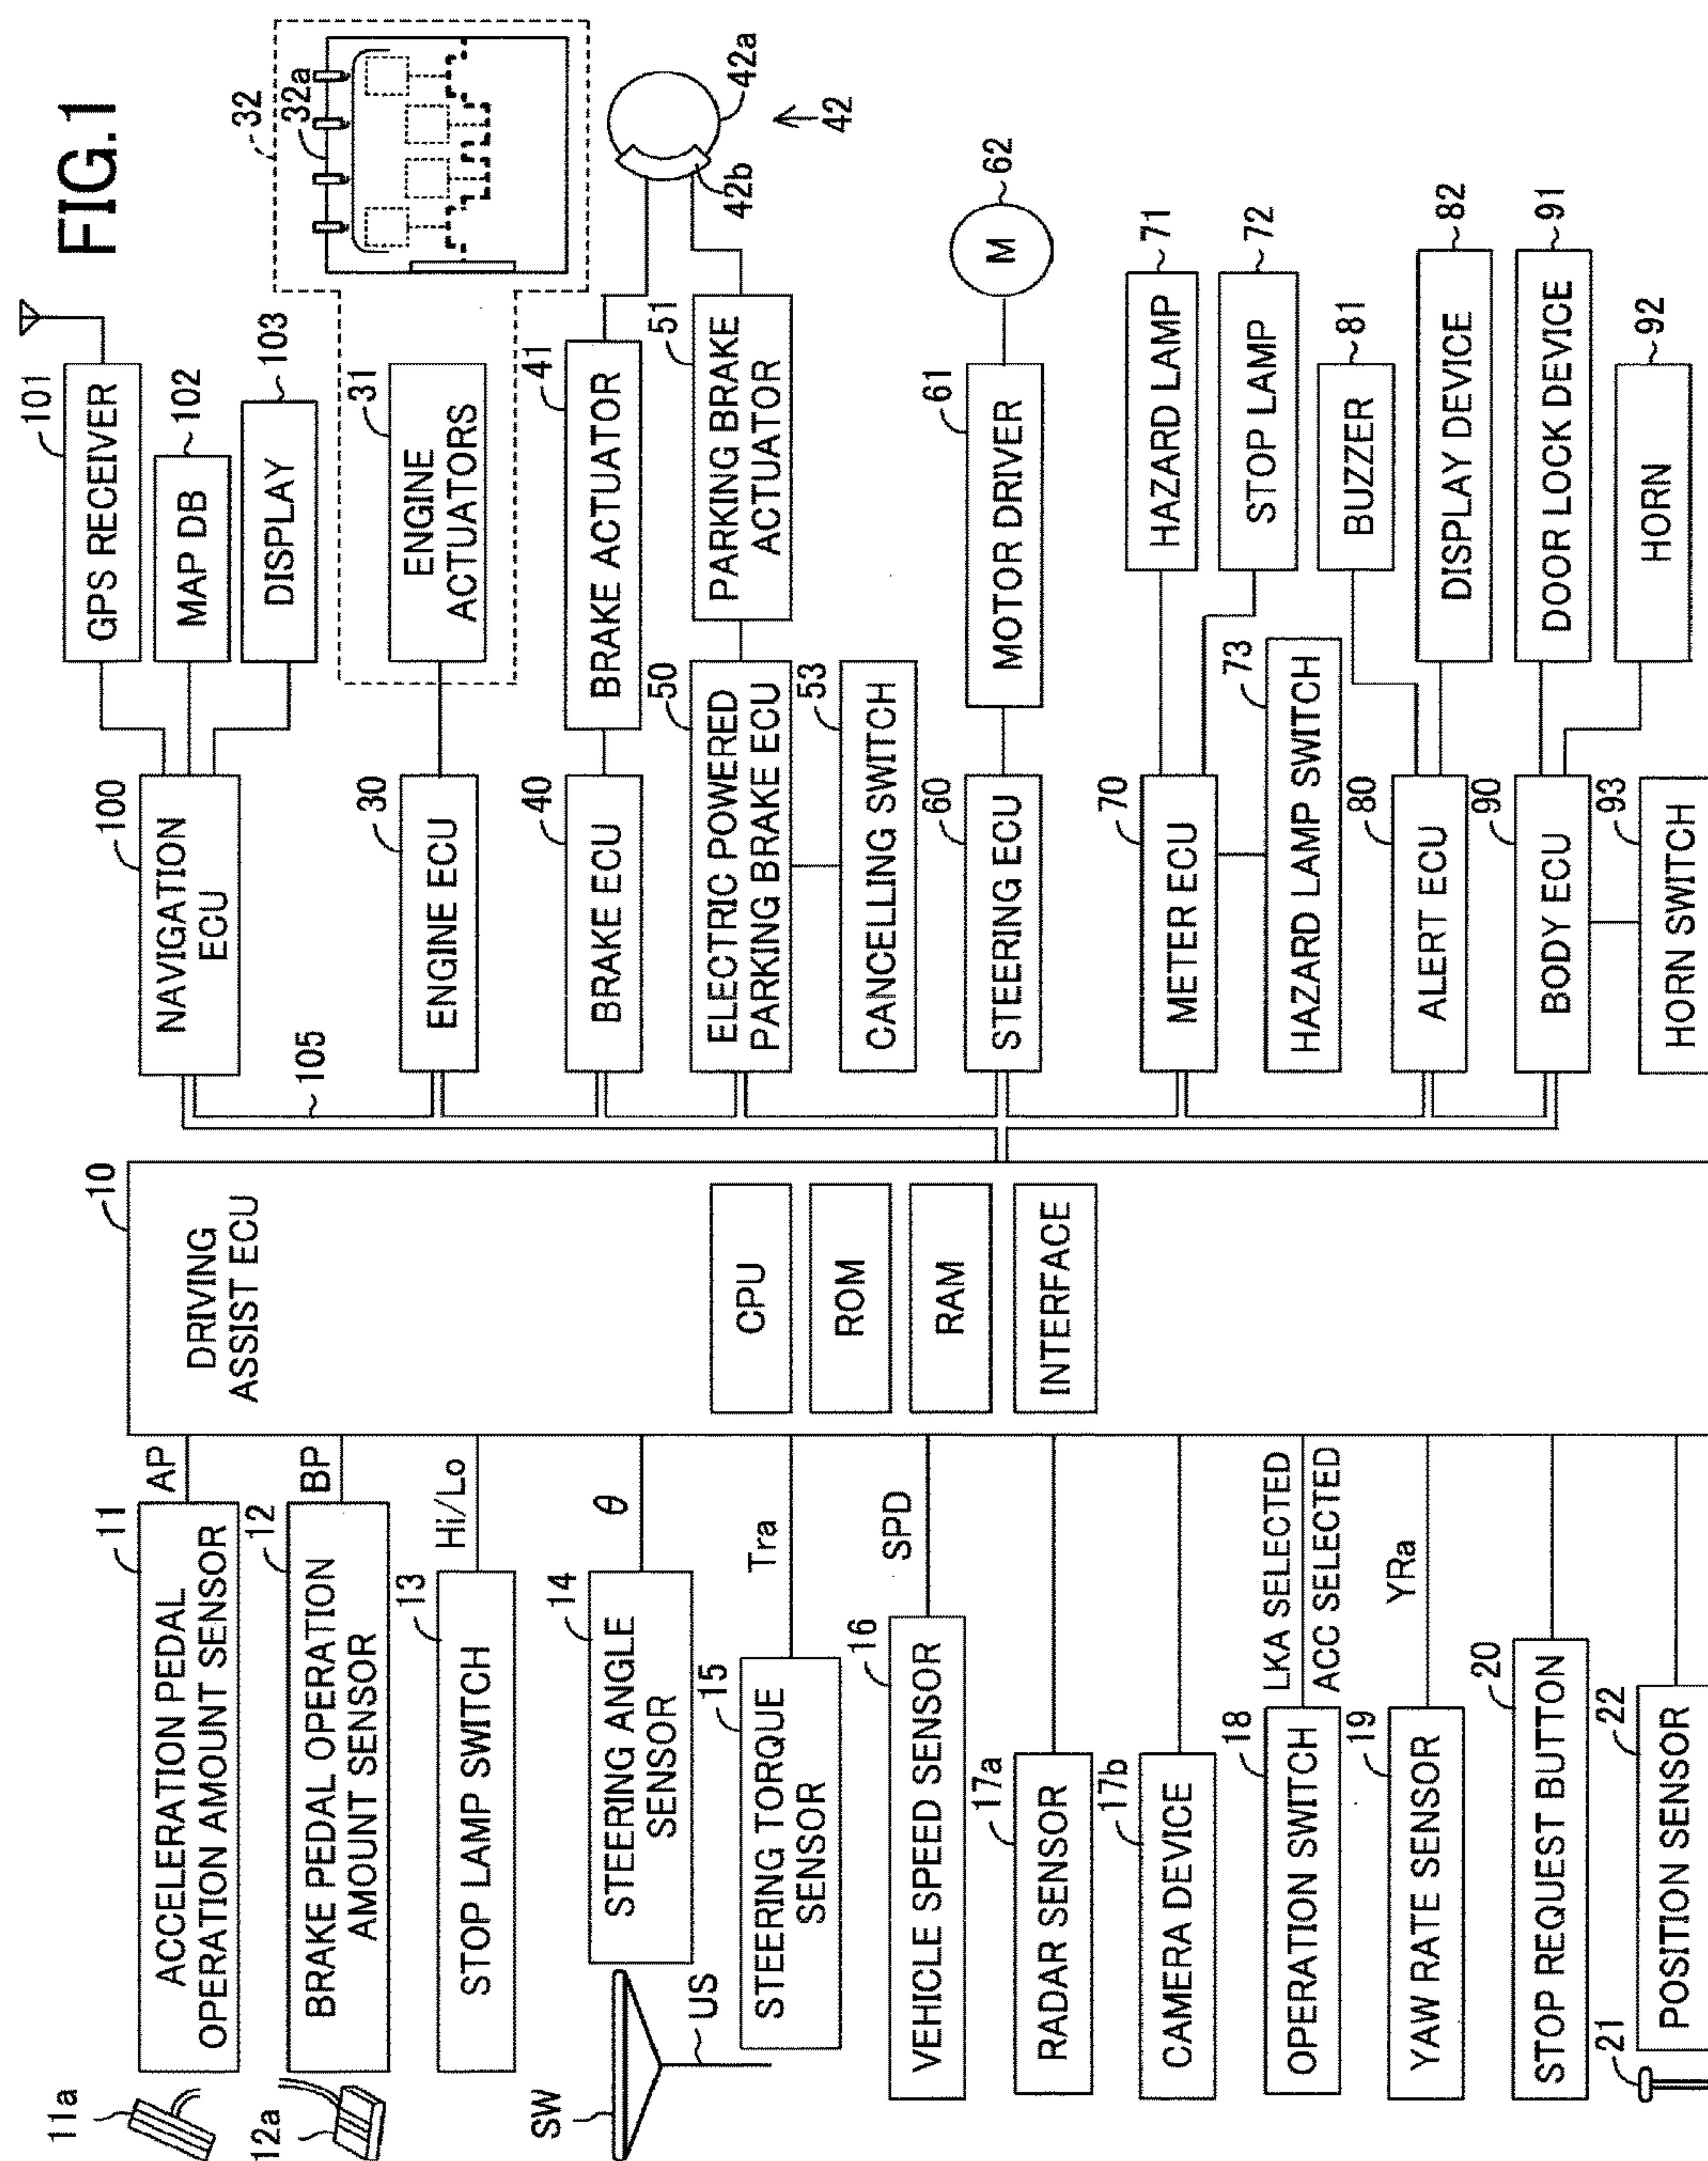 FIG.1
11a
11
ACCELERATION PEDAL
OPERATION AMOUNT SENSOR
AP
12a
12
BRAKE PEDAL OPERATION
AMOUNT SENSOR
BP
13
STOP LAMP SWITCH
Hi/Lo
SW
US
14
STEERING ANGLE
SENSOR
θ
15
STEERING TORQUE
SENSOR
Tra
16
VEHICLE SPEED SENSOR
SPD
17a
RADAR SENSOR
17b
CAMERA DEVICE
18
OPERATION SWITCH
LKA SELECTED
ACC SELECTED
19
YAW RATE SENSOR
YRa
20
STOP REQUEST BUTTON
21
22
POSITION SENSOR
10
DRIVING
ASSIST ECU
CPU
ROM
RAM
INTERFACE
105
100
NAVIGATION
ECU
101
GPS RECEIVER
MAP DB
102
DISPLAY
103
30
ENGINE ECU
31
ENGINE
ACTUATORS
32
32a
40
BRAKE ECU
41
BRAKE ACTUATOR
42b
42a
42
50
ELECTRIC POWERED
PARKING BRAKE ECU
51
PARKING BRAKE
ACTUATOR
53
CANCELLING SWITCH
60
STEERING ECU
61
MOTOR DRIVER
M
62
70
METER ECU
HAZARD LAMP
71
STOP LAMP
72
73
HAZARD LAMP SWITCH
80
ALERT ECU
BUZZER
81
DISPLAY DEVICE
82
90
BODY ECU
DOOR LOCK DEVICE
91
HORN
92
93
HORN SWITCH